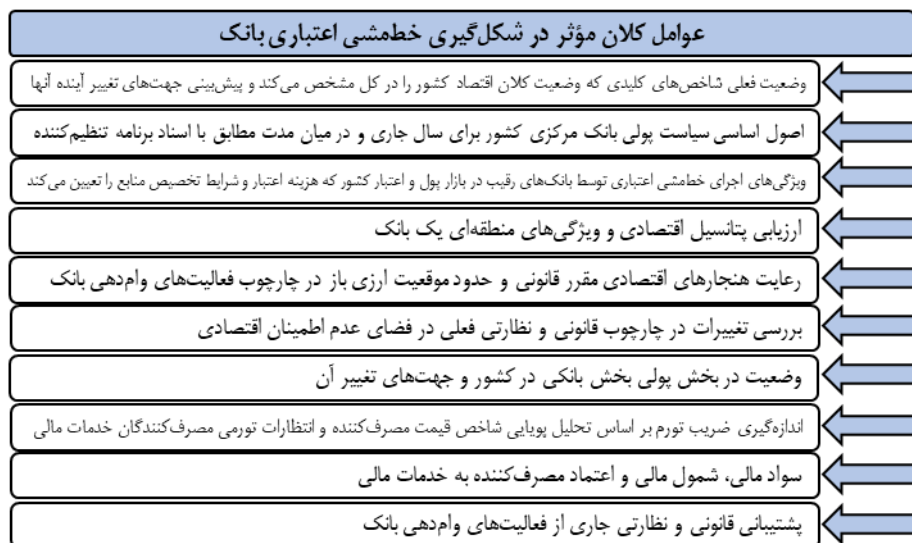 عوامل کلان مؤثر در شکل‌گیری خط‌مشی اعتباری بانک
وضعیت فعلی شاخص‌های کلیدی که وضعیت کلان اقتصاد کشور را در کل مشخص می‌کند و پیش‌بینی جهت‌های تغییر آینده آنها
اصول اساسی سیاست پولی بانک مرکزی کشور برای سال جاری و در میان مدت مطابق با اسناد برنامه تنظیم‌کننده
ویژگی‌های اجرای خط‌مشی اعتباری توسط بانک‌های رقیب در بازار پول و اعتبار کشور که هزینه اعتبار و شرایط تخصیص منابع را تعیین می‌کند
ارزیابی پتانسیل اقتصادی و ویژگی‌های منطقه‌ای یک بانک
رعایت هنجارهای اقتصادی مقرر قانونی و حدود موقعیت ارزی باز در چارچوب فعالیت‌های وام‌دهی بانک
بررسی تغییرات در چارچوب قانونی و نظارتی فعلی در فضای عدم اطمینان اقتصادی
وضعیت در بخش پولی بخش بانکی در کشور و جهت‌های تغییر آن
اندازه‌گیری ضریب تورم بر اساس تحلیل پویایی شاخص قیمت مصرف‌کننده و انتظارات تورمی مصرف‌کنندگان خدمات مالی
سواد مالی، شمول مالی و اعتماد مصرف‌کننده به خدمات مالی
پشتیبانی قانونی و نظارتی جاری از فعالیت‌های وام‌دهی بانک